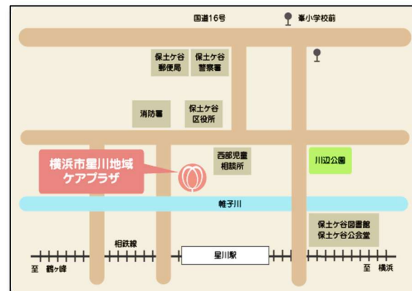 国道16号
峯小学校前
保土ケ谷
郵便局
保土ケ谷
警察署
消防署
保土ケ谷
区役所
横浜市星川地域
ケアプラザ
西部児童
相談所
川辺公園
帷子川
保土ケ谷図書館
保土ケ谷公会堂
相鉄線
星川駅
至 鶴ヶ峰
至 横浜